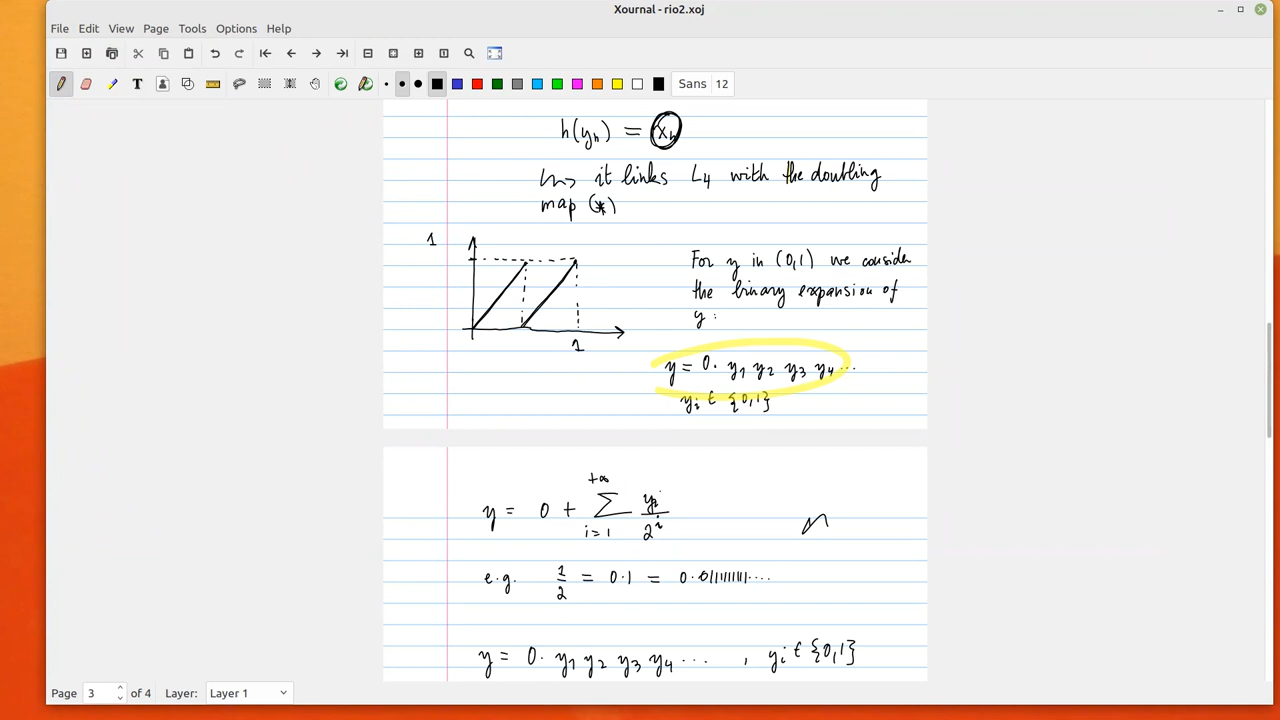 Xournal - rio2.xoj
File Edit View Page Tools Options Help
Sans 12
h(yₙ) = xₙ
↳ it links L₄ with the doubling
map (*)
1
1
For y in (0,1) we consider
the binary expansion of
y :
y = 0. y₁ y₂ y₃ y₄ ...
yᵢ ∈ {0,1}
y = 0 + ∑_{i=1}^{+∞} yᵢ/2ⁱ
e.g. 1/2 = 0.1 = 0.0111111111....
y = 0. y₁ y₂ y₃ y₄ ... , yᵢ ∈ {0,1}
Page 3 of 4 Layer: Layer 1